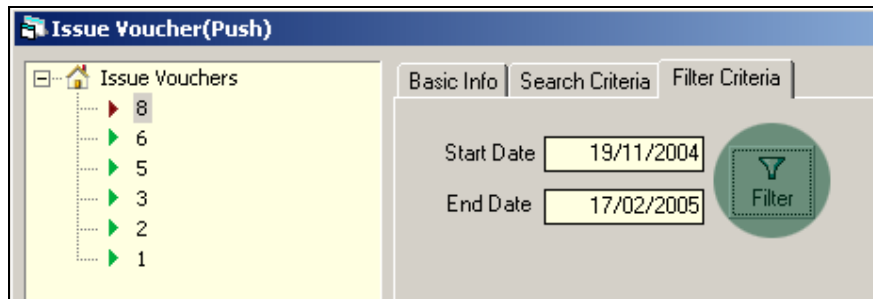 Issue Voucher(Push)
Issue Vouchers
8
6
5
3
2
1
Basic Info Search Criteria Filter Criteria
Start Date 19/11/2004
End Date 17/02/2005
Filter